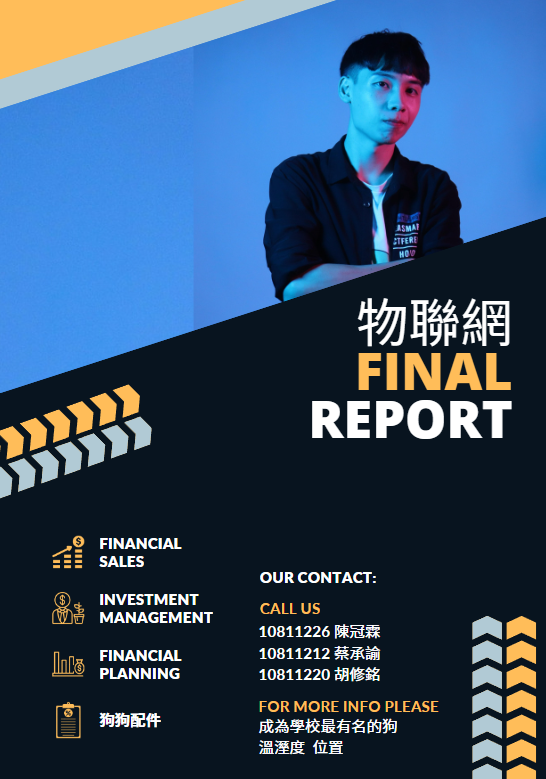 物聯網
FINAL
REPORT
FINANCIAL
SALES
INVESTMENT
MANAGEMENT
FINANCIAL
PLANNING
狗狗配件
OUR CONTACT:
CALL US
10811226 陳冠霖
10811212 蔡承諭
10811220 胡修銘
FOR MORE INFO PLEASE
成為學校最有名的狗
溫溼度 位置